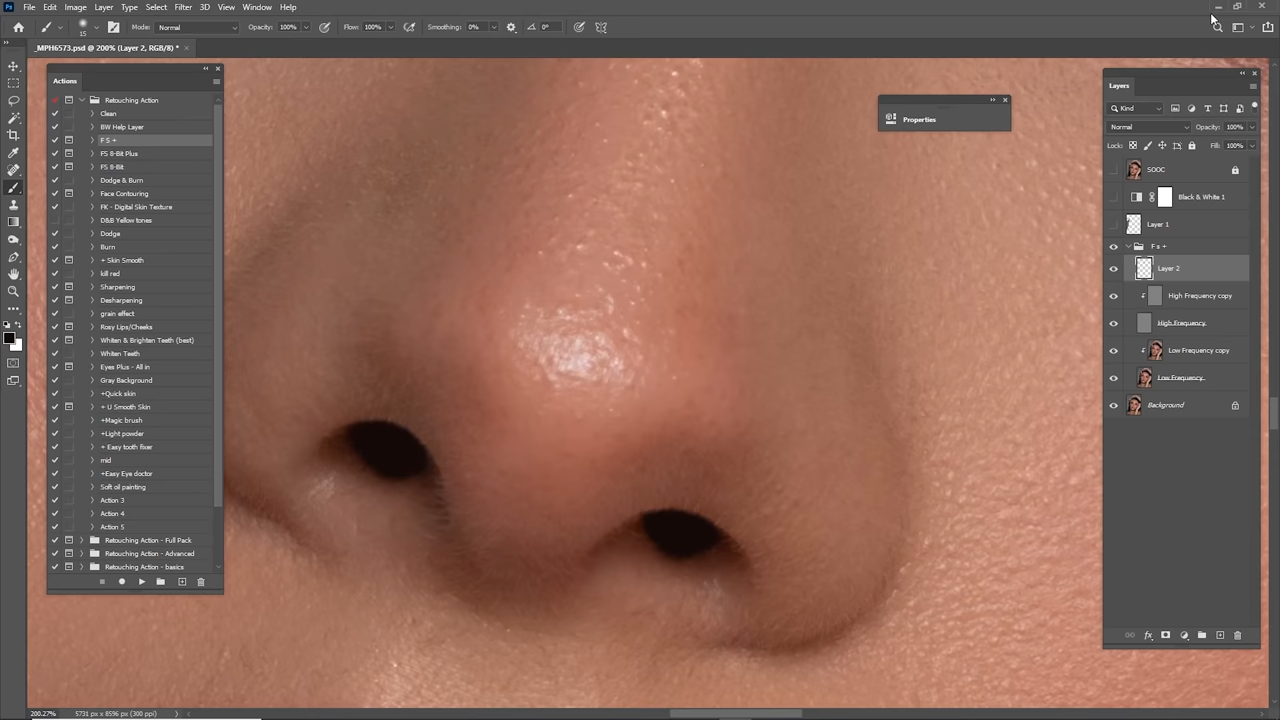 Ps File Edit Image Layer Type Select Filter 3D View Window Help
15 Mode: Normal Opacity: 100% Flow: 100% Smoothing: 0% 0°
_MPH6573.psd @ 200% (Layer 2, RGB/8) *
Actions
Retouching Action
Clean
BW Help Layer
F S +
FS 8-Bit Plus
FS 8-Bit
Dodge & Burn
Face Contouring
FK - Digital Skin Texture
D&B Yellow tones
Dodge
Burn
+ Skin Smooth
kill red
Sharpening
Desharpening
grain effect
Rosy Lips/Cheeks
Whiten & Brighten Teeth (best)
Whiten Teeth
Eyes Plus - All in
Gray Background
+Quick skin
+ U Smooth Skin
+Magic brush
+Light powder
+ Easy tooth fixer
mid
+Easy Eye doctor
Soft oil painting
Action 3
Action 4
Action 5
Retouching Action - Full Pack
Retouching Action - Advanced
Retouching Action - basics
Properties
Layers
Kind
Normal Opacity: 100%
Lock: Fill: 100%
SOOC
Black & White 1
Layer 1
F s +
Layer 2
High Frequency copy
High Frequency
Low Frequency copy
Low Frequency
Background
200.27% 5731 px x 8596 px (300 ppi)